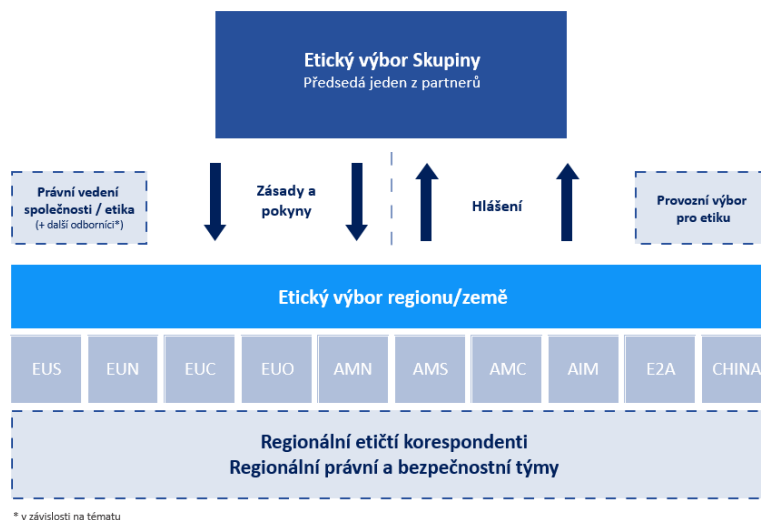 Etický výbor Skupiny
Předsedá jeden z partnerů
Právní vedení
společnosti / etika
(+ další odborníci*)
Zásady a
pokyny
Hlášení
Provozní výbor
pro etiku
Etický výbor regionu/země
EUS EUN EUC EUO AMN AMS AMC AIM E2A CHINA
Regionální etičtí korespondenti
Regionální právní a bezpečnostní týmy
* v závislosti na tématu